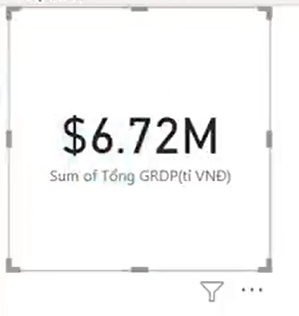 $6.72M
Sum of Tổng GRDP(tỉ VNĐ)